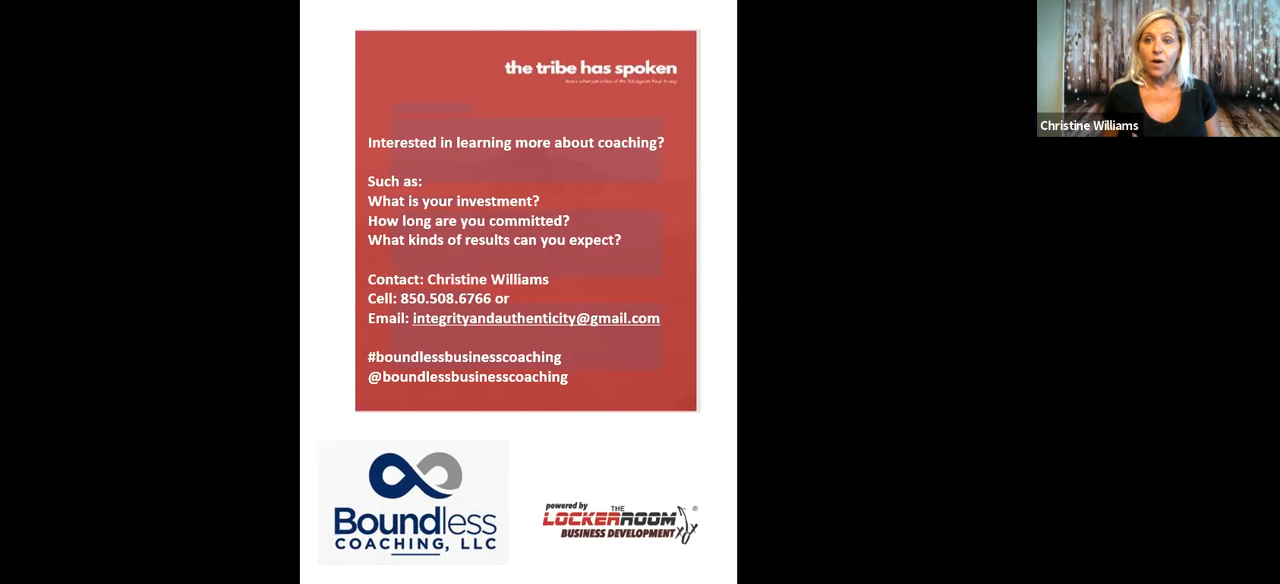 the tribe has spoken
Interested in learning more about coaching?
Such as:
What is your investment?
How long are you committed?
What kinds of results can you expect?
Contact: Christine Williams
Cell: 850.508.6766 or
Email: integrityandauthenticity@gmail.com
#boundlessbusinesscoaching
@boundlessbusinesscoaching
Boundless
COACHING, LLC
powered by
THE
LOCKERROOM
®
BUSINESS DEVELOPMENT
Christine Williams